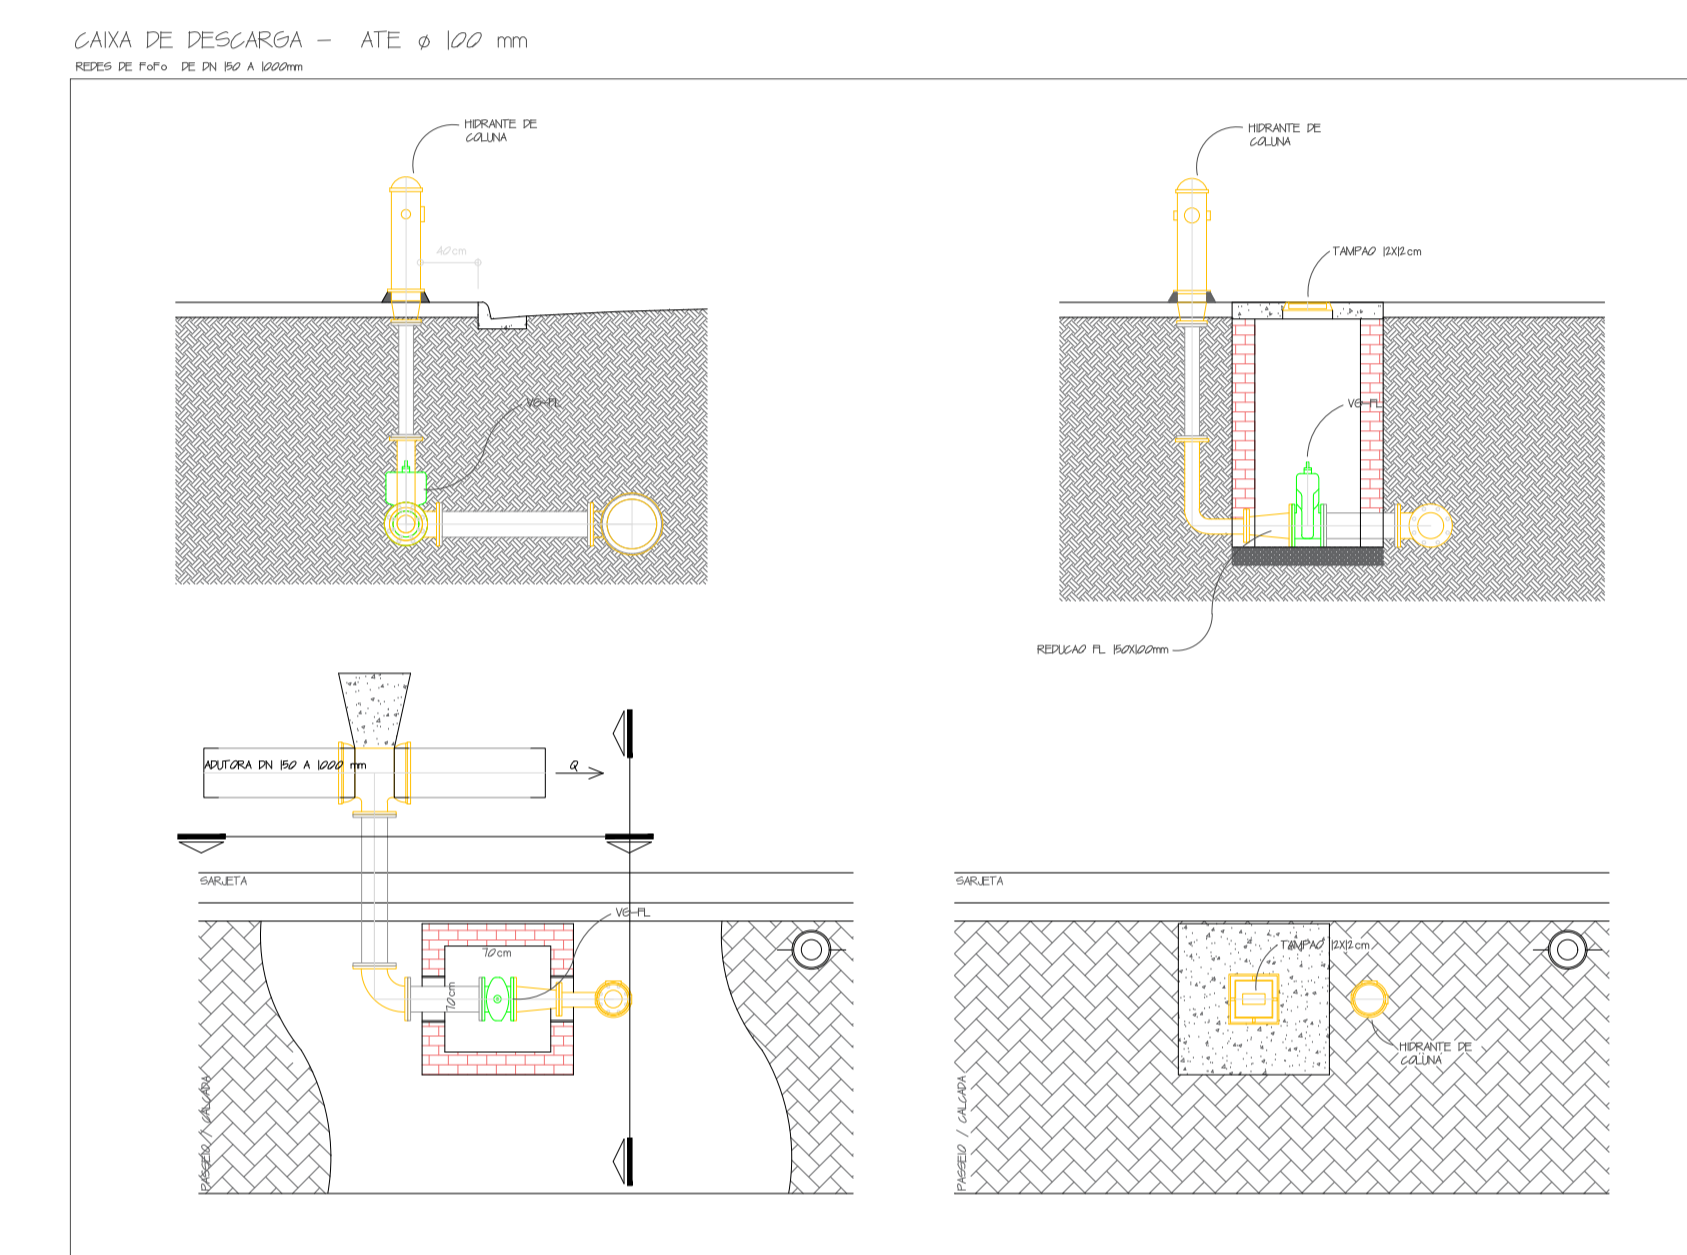 CAIXA DE DESCARGA - ATE ø 100 mm
REDES DE FoFo DE DN 150 A 1000mm
HIDRANTE DE
COLUNA
40cm
VG-FL
HIDRANTE DE
COLUNA
TAMPAO 12X12cm
VG-FL
REDUCAO FL 150X100mm
ADUTORA DN 150 A 1000 mm
Q
SARJETA
VG-FL
70cm
70cm
PASSEIO / CALCADA
SARJETA
TAMPAO 12X12cm
HIDRANTE DE
COLUNA
PASSEIO / CALCADA